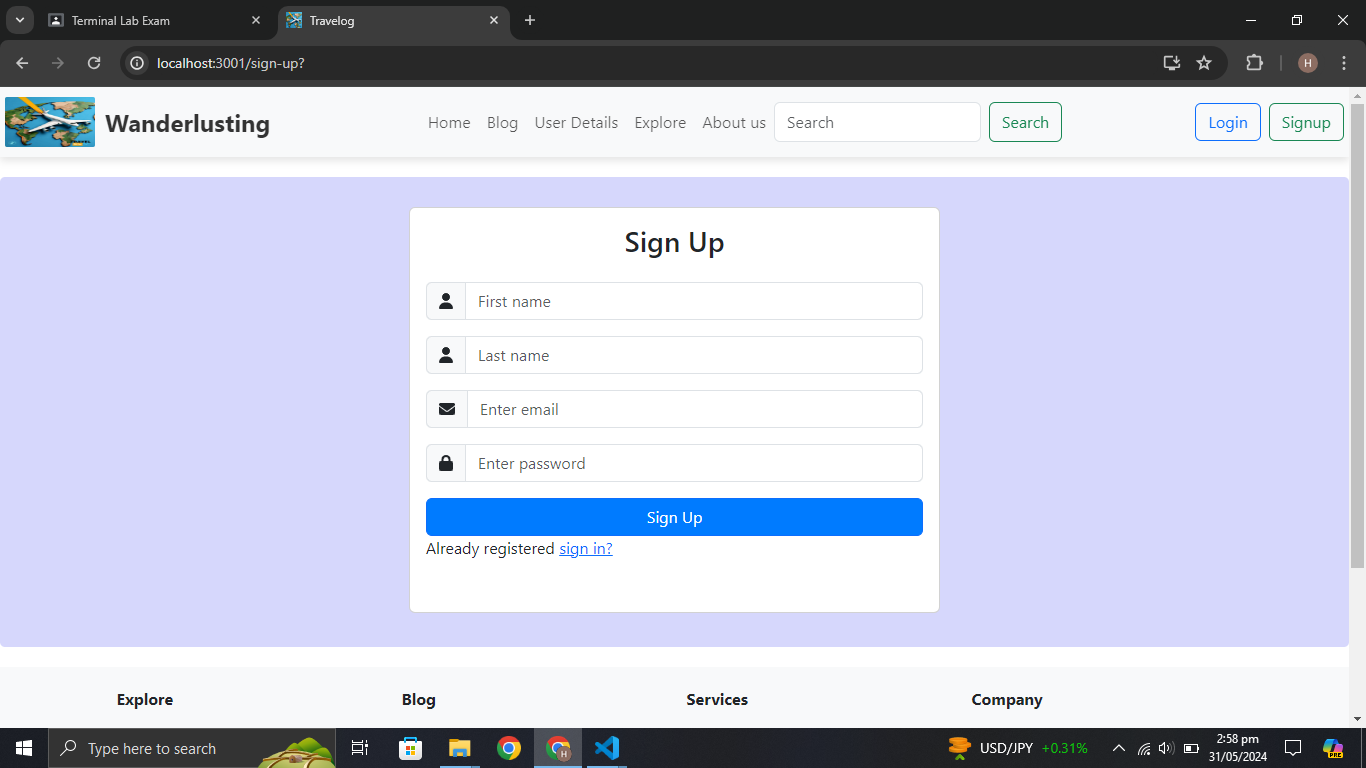 Terminal Lab Exam
Travelog
localhost:3001/sign-up?
H
Wanderlusting
Home Blog User Details Explore About us Search Search Login Signup
Sign Up
First name
Last name
Enter email
Enter password
Sign Up
Already registered sign in?
Explore Blog Services Company
Type here to search
H
USD/JPY +0.31%
2:58 pm
31/05/2024
PRE